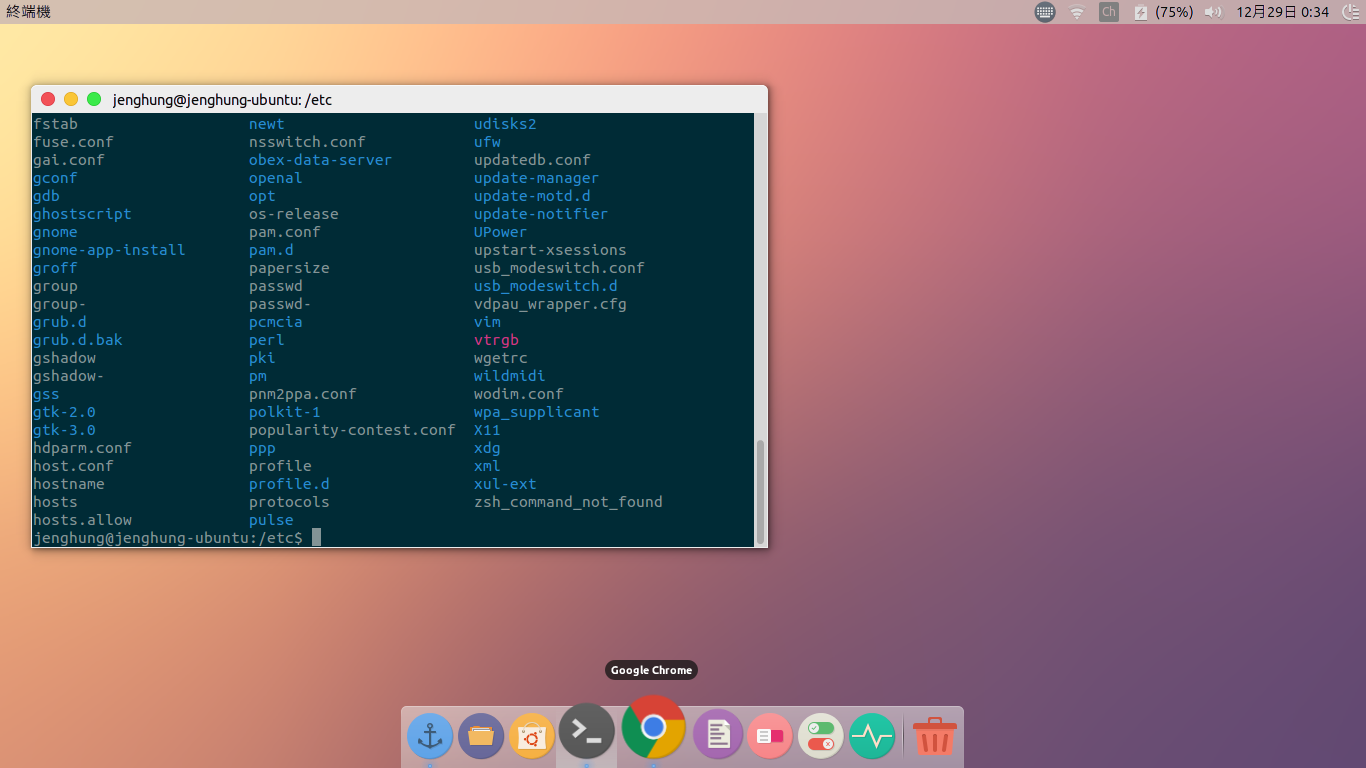 終端機 Ch (75%) 12月29日 0:34
jenghung@jenghung-ubuntu: /etc
fstab newt udisks2
fuse.conf nsswitch.conf ufw
gai.conf obex-data-server updatedb.conf
gconf openal update-manager
gdb opt update-motd.d
ghostscript os-release update-notifier
gnome pam.conf UPower
gnome-app-install pam.d upstart-xsessions
groff papersize usb_modeswitch.conf
group passwd usb_modeswitch.d
group- passwd- vdpau_wrapper.cfg
grub.d pcmcia vim
grub.d.bak perl vtrgb
gshadow pki wgetrc
gshadow- pm wildmidi
gss pnm2ppa.conf wodim.conf
gtk-2.0 polkit-1 wpa_supplicant
gtk-3.0 popularity-contest.conf X11
hdparm.conf ppp xdg
host.conf profile xml
hostname profile.d xul-ext
hosts protocols zsh_command_not_found
hosts.allow pulse
jenghung@jenghung-ubuntu:/etc$
Google Chrome